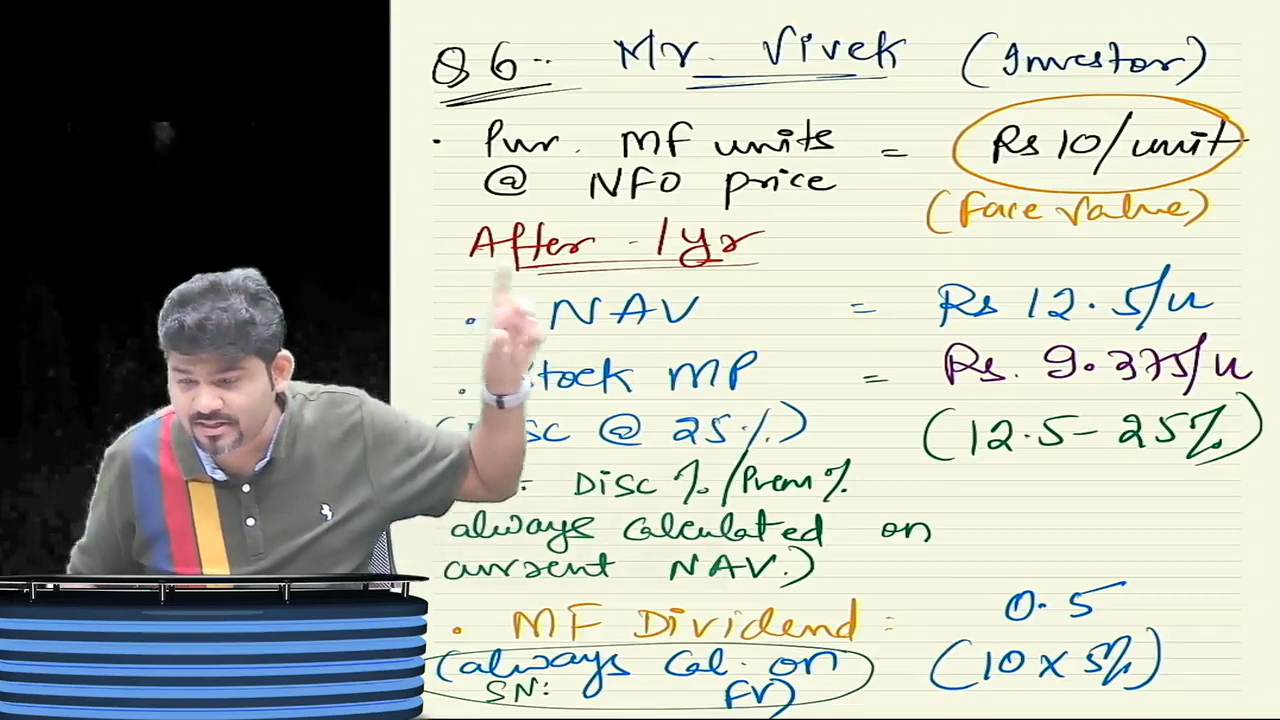 Q6.. Mr. Vivek (Investor)
. Pur. MF units = Rs 10/unit
@ NFO price
(Face Value)
After - 1yr
. NAV = Rs 12.5/u
. Stock MP = Rs. 9.375/u
(Disc @ 25%) (12.5 - 25%)
Disc % / Prem %
always calculated on
current NAV.)
. MF Dividend = 0.5
(always Cal. on (10 x 5%)
SN: FV)